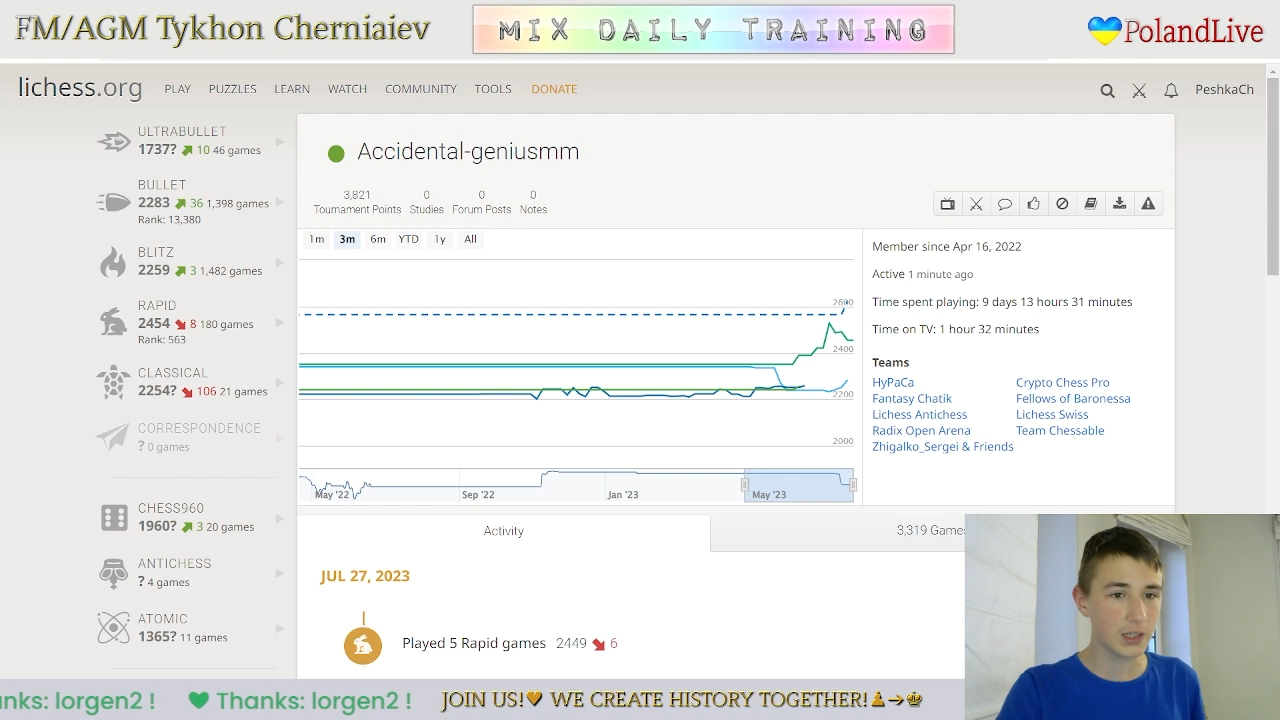 FM/AGM Tykhon Cherniaiev
MIX DAILY TRAINING
PolandLive
lichess.org PLAY PUZZLES LEARN WATCH COMMUNITY TOOLS DONATE PeshkaCh
ULTRABULLET
1737? 10 46 games
BULLET
2283 36 1,398 games
Rank: 13,380
BLITZ
2259 3 1,482 games
RAPID
2454 8 180 games
Rank: 563
CLASSICAL
2254? 106 21 games
CORRESPONDENCE
? 0 games
CHESS960
1960? 3 20 games
ANTICHESS
? 4 games
ATOMIC
1365? 11 games
Accidental-geniusmm
3,821 0 0 0
Tournament Points Studies Forum Posts Notes
1m 3m 6m YTD 1y All
2600
2400
2200
2000
May '22 Sep '22 Jan '23 May '23
Member since Apr 16, 2022
Active 1 minute ago
Time spent playing: 9 days 13 hours 31 minutes
Time on TV: 1 hour 32 minutes
Teams
HyPaCa Crypto Chess Pro
Fantasy Chatik Fellows of Baronessa
Lichess Antichess Lichess Swiss
Radix Open Arena Team Chessable
Zhigalko_Sergei & Friends
Activity 3,319 Games
JUL 27, 2023
Played 5 Rapid games 2449 6
anks: lorgen2 ! Thanks: lorgen2 ! JOIN US! WE CREATE HISTORY TOGETHER!